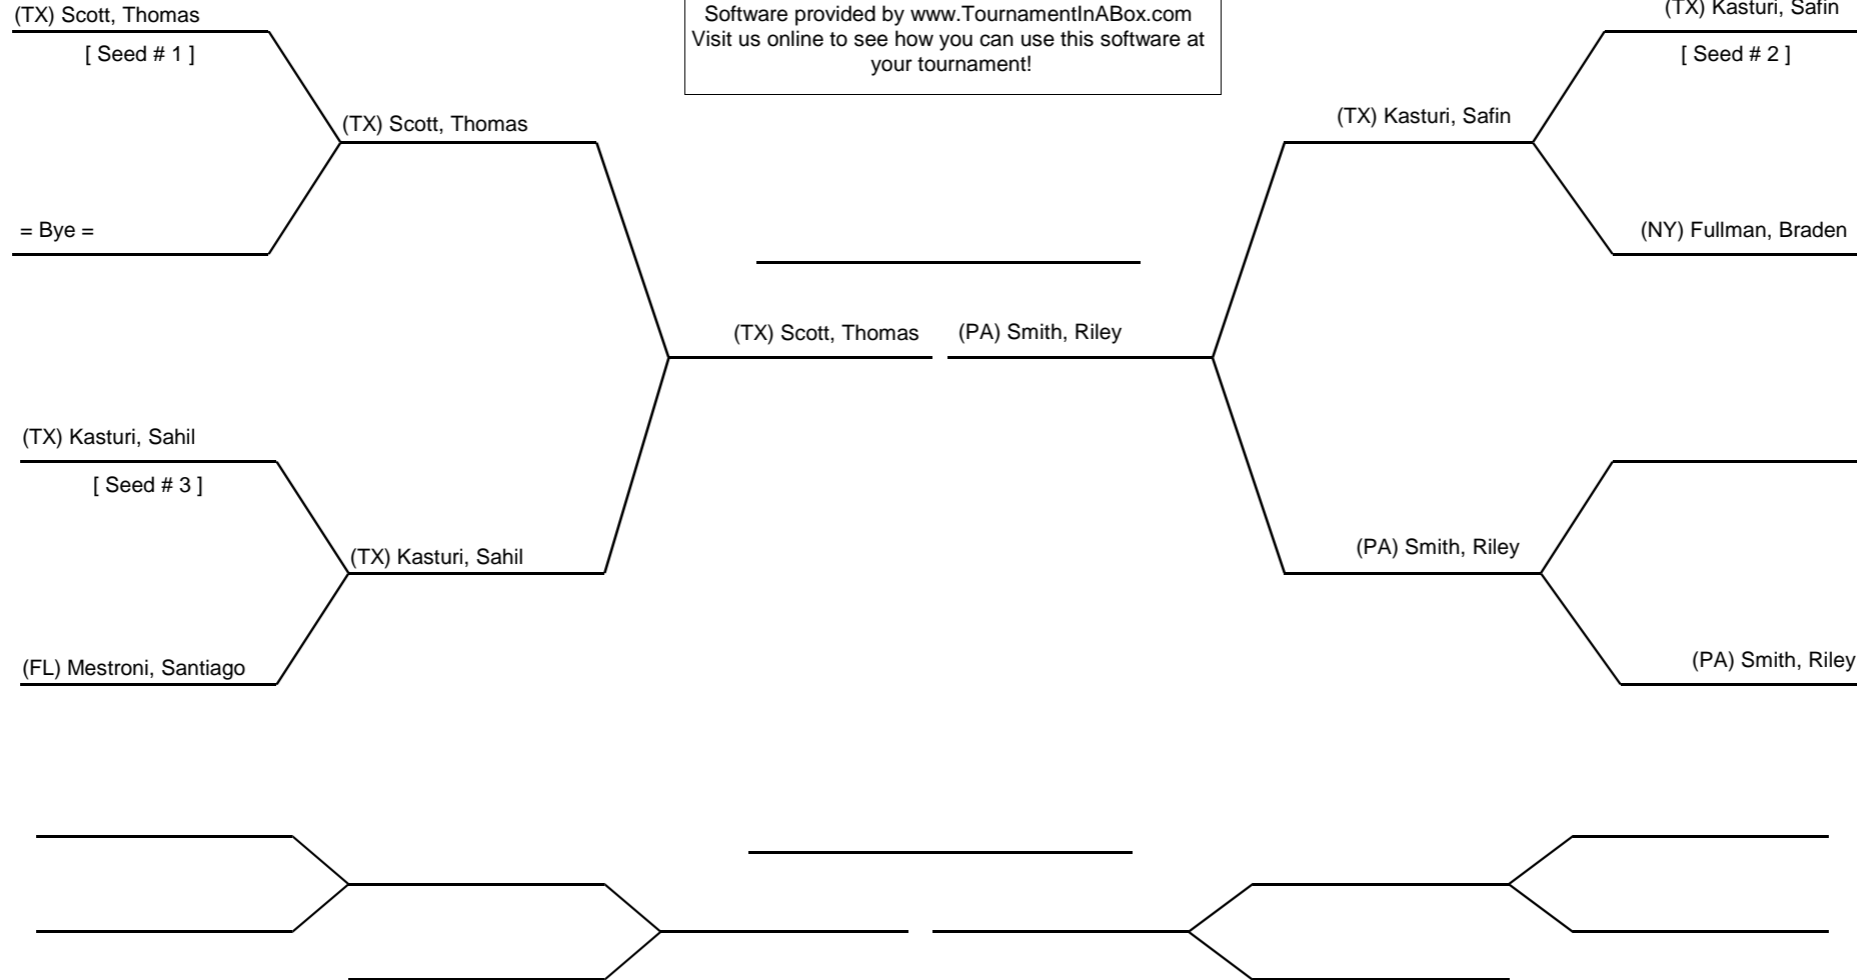 (TX) Scott, Thomas
[ Seed # 1 ]
Software provided by www.TournamentInABox.com
Visit us online to see how you can use this software at
your tournament!
(TX) Kasturi, Safin
[ Seed # 2 ]
(TX) Scott, Thomas
(TX) Kasturi, Safin
= Bye =
(NY) Fullman, Braden
(TX) Scott, Thomas
(PA) Smith, Riley
(TX) Kasturi, Sahil
[ Seed # 3 ]
(TX) Kasturi, Sahil
(PA) Smith, Riley
(FL) Mestroni, Santiago
(PA) Smith, Riley